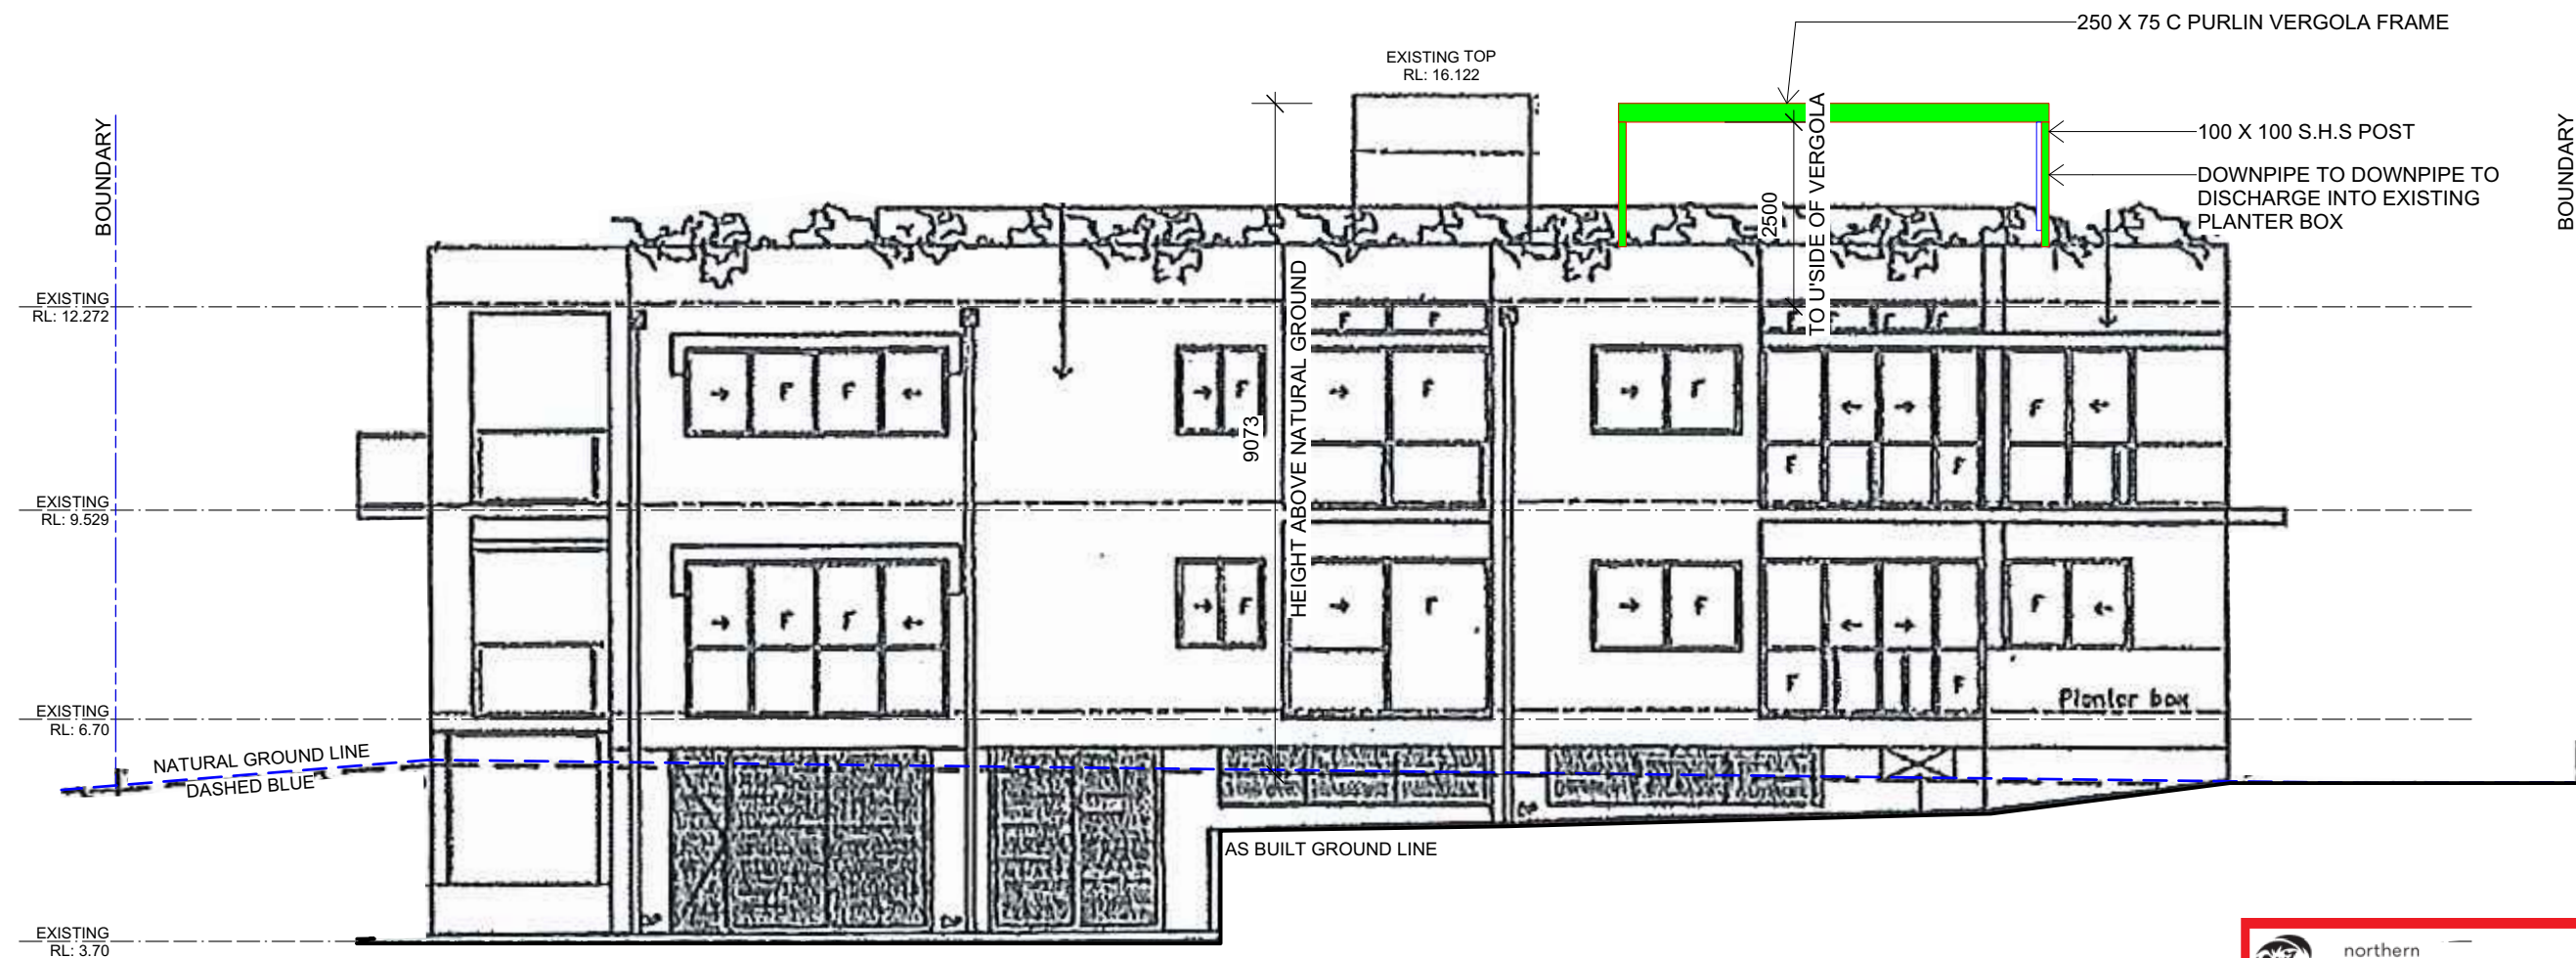 250 X 75 C PURLIN VERGOLA FRAME
EXISTING TOP
RL: 16.122
BOUNDARY
BOUNDARY
100 X 100 S.H.S POST
DOWNPIPE TO DOWNPIPE TO
DISCHARGE INTO EXISTING
PLANTER BOX
2500
TO U'SIDE OF VERGOLA
EXISTING
RL: 12.272
F F
F F F
→ F F ←
→ F
→ F
→ F
← →
F ←
F F
9073
HEIGHT ABOVE NATURAL GROUND
EXISTING
RL: 9.529
→ F F ←
→ F
→ F
→ F
← →
F ←
F F
Planter box
EXISTING
RL: 6.70
NATURAL GROUND LINE
DASHED BLUE
AS BUILT GROUND LINE
EXISTING
RL: 3.70
northern